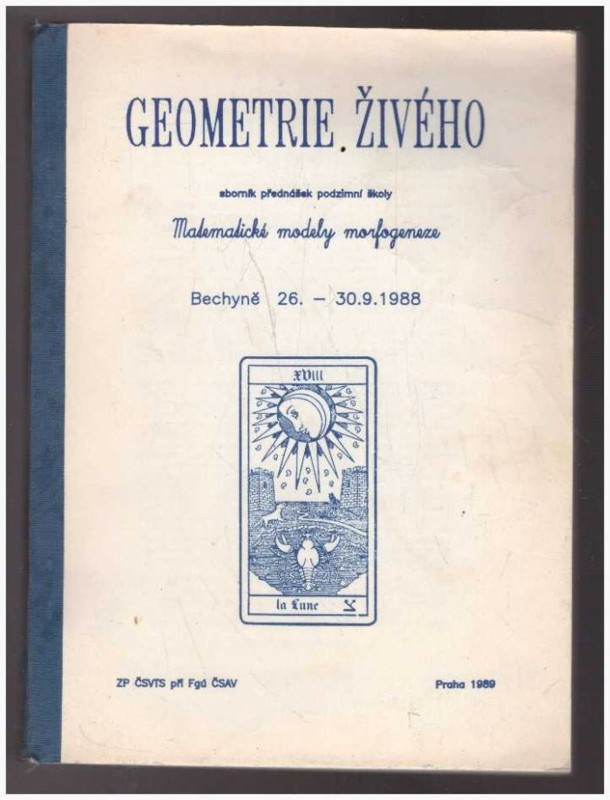 GEOMETRIE ŽIVÉHO
sborník přednášek podzimní školy
Matematické modely morfogeneze
Bechyně 26. – 30.9.1988
XVIII
la Lune
ZP ČSVTS při Fgú ČSAV
Praha 1989